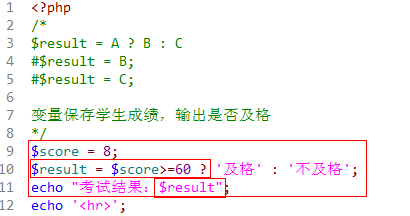 1 <?php
2 /*
3 $result = A ? B : C
4 #$result = B;
5 #$result = C;
6
7 变量保存学生成绩，输出是否及格
8 */
9 $score = 8;
10 $result = $score>=60 ? '及格' : '不及格';
11 echo "考试结果：$result";
12 echo '<hr>';